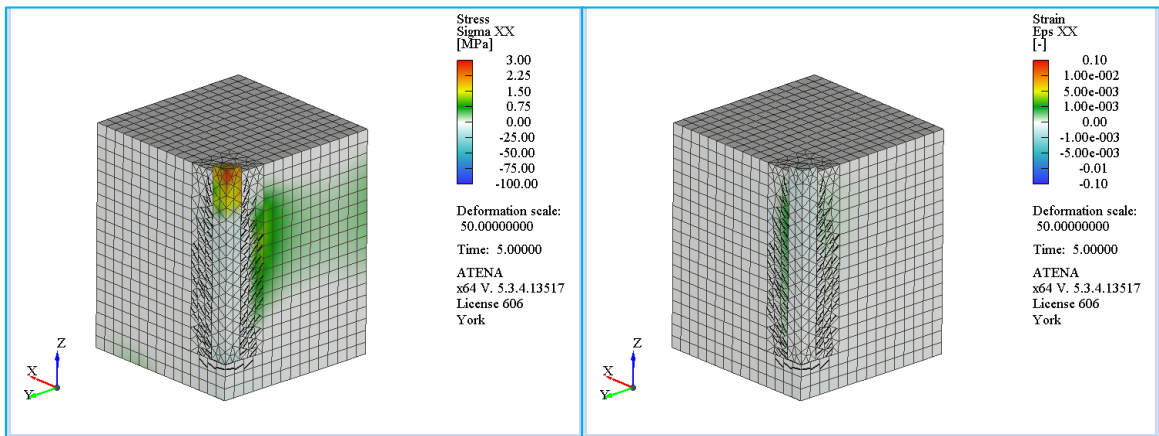 Stress
Sigma XX
[MPa]
3.00
2.25
1.50
0.75
0.00
-25.00
-50.00
-75.00
-100.00
Deformation scale:
50.00000000
Time: 5.00000
ATENA
x64 V. 5.3.4.13517
License 606
York
Z
X
Y
Strain
Eps XX
[-]
0.10
1.00e-002
5.00e-003
1.00e-003
0.00
-1.00e-003
-5.00e-003
-0.01
-0.10
Deformation scale:
50.00000000
Time: 5.00000
ATENA
x64 V. 5.3.4.13517
License 606
York
Z
X
Y